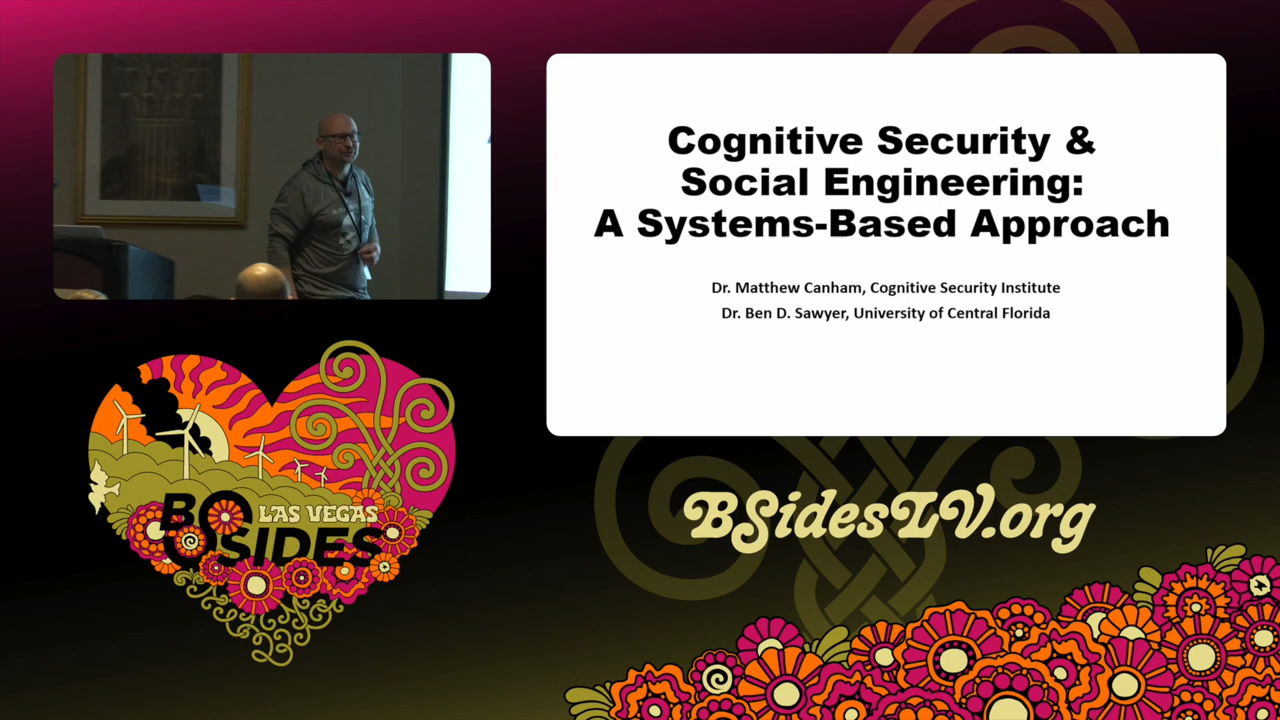 Cognitive Security &
Social Engineering:
A Systems-Based Approach
Dr. Matthew Canham, Cognitive Security Institute
Dr. Ben D. Sawyer, University of Central Florida
LAS VEGAS
BSIDES
BSidesLV.org